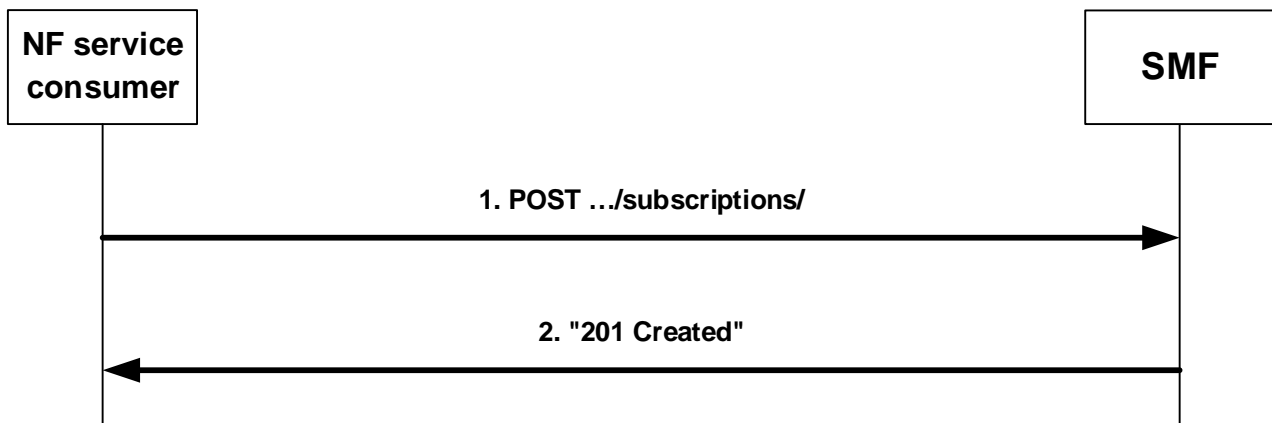 NF service
consumer
SMF
1. POST …/subscriptions/
2. "201 Created"